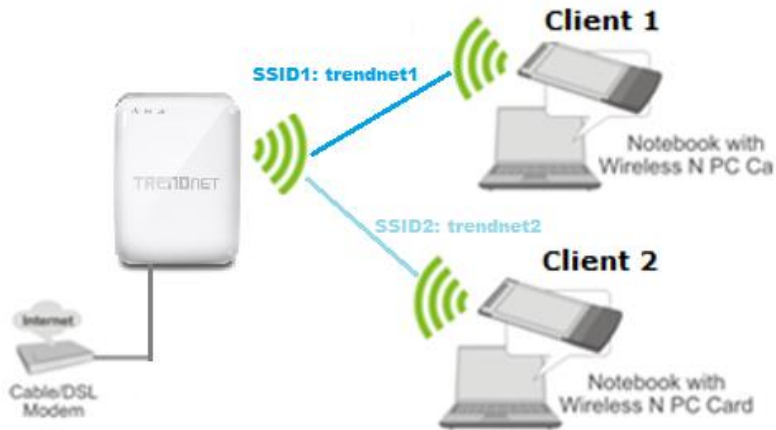 Client 1
SSID1: trendnet1
Notebook with
Wireless N PC Ca
TRENDNET
SSID2: trendnet2
Client 2
Internet
Cable/DSL
Modem
Notebook with
Wireless N PC Card